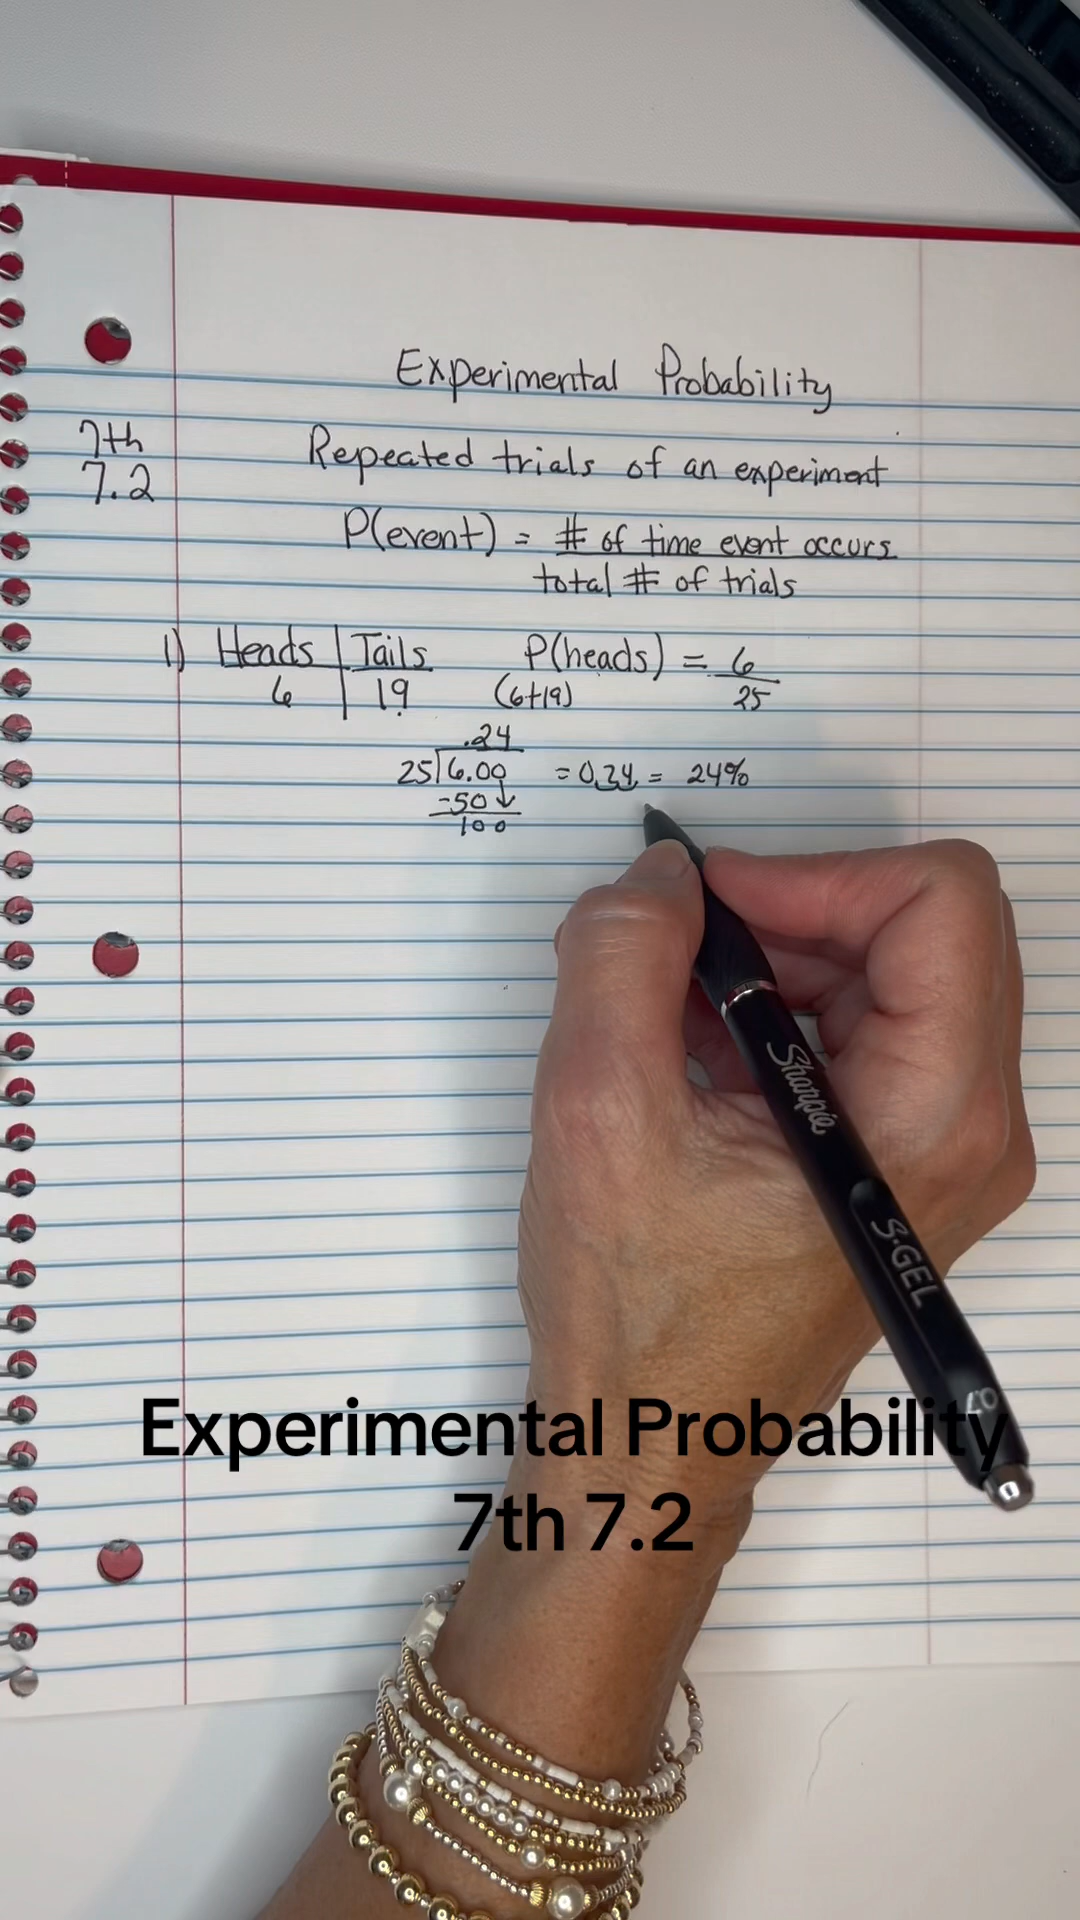 Experimental Probability
7th
7.2
Repeated trials of an experiment
P(event) = # of time event occurs
total # of trials
1) Heads | Tails
6 | 19
P(heads) = 6
(6+19) 25
.24
25 6.00 = 0.24 = 24%
-50
100
Sharpie
S·GEL
0.7
Experimental Probability
7th 7.2